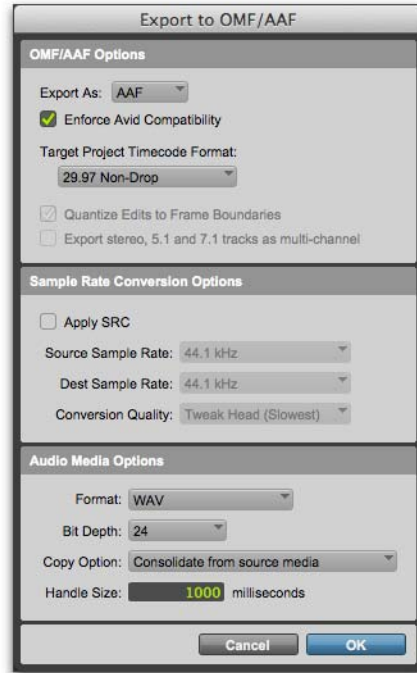 Export to OMF/AAF
OMF/AAF Options
Export As: AAF
Enforce Avid Compatibility
Target Project Timecode Format:
29.97 Non-Drop
Quantize Edits to Frame Boundaries
Export stereo, 5.1 and 7.1 tracks as multi-channel
Sample Rate Conversion Options
Apply SRC
Source Sample Rate: 44.1 kHz
Dest Sample Rate: 44.1 kHz
Conversion Quality: Tweak Head (Slowest)
Audio Media Options
Format: WAV
Bit Depth: 24
Copy Option: Consolidate from source media
Handle Size: 1000 milliseconds
Cancel OK